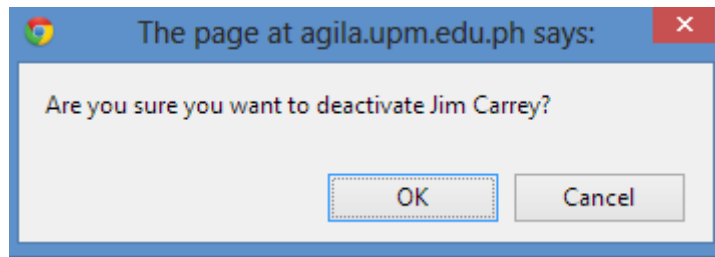 The page at agila.upm.edu.ph says:
Are you sure you want to deactivate Jim Carrey?
OK
Cancel